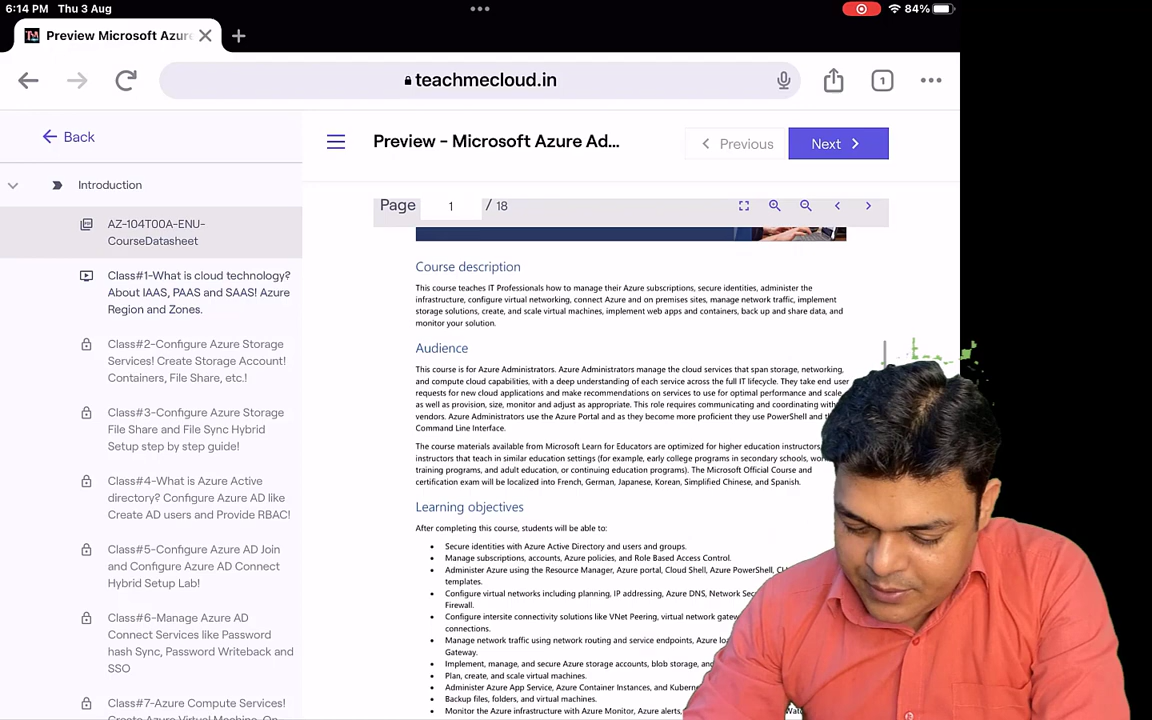 6:14 PM Thu 3 Aug
84%
Preview Microsoft Azur
teachmecloud.in
1
Back
Preview - Microsoft Azure Ad...
Previous
Next
Introduction
Page 1 / 18
AZ-104T00A-ENU-
CourseDatasheet
Class#1-What is cloud technology?
About IAAS, PAAS and SAAS! Azure
Region and Zones.
Class#2-Configure Azure Storage
Services! Create Storage Account!
Containers, File Share, etc.!
Class#3-Configure Azure Storage
File Share and File Sync Hybrid
Setup step by step guide!
Class#4-What is Azure Active
directory? Configure Azure AD like
Create AD users and Provide RBAC!
Class#5-Configure Azure AD Join
and Configure Azure AD Connect
Hybrid Setup Lab!
Class#6-Manage Azure AD
Connect Services like Password
hash Sync, Password Writeback and
SSO
Class#7-Azure Compute Services!
Create Azure Virtual Machine, On-
Course description
This course teaches IT Professionals how to manage their Azure subscriptions, secure identities, administer the
infrastructure, configure virtual networking, connect Azure and on premises sites, manage network traffic, implement
storage solutions, create, and scale virtual machines, implement web apps and containers, back up and share data, and
monitor your solution.
Audience
This course is for Azure Administrators. Azure Administrators manage the cloud services that span storage, networking,
and compute cloud capabilities, with a deep understanding of each service across the full IT lifecycle. They take end user
requests for new cloud applications and make recommendations on services to use for optimal performance and scale,
as well as provision, size, monitor and adjust as appropriate. This role requires communicating and coordinating with
vendors. Azure Administrators use the Azure Portal and as they become more proficient they use PowerShell and
Command Line Interface.
The course materials available from Microsoft Learn for Educators are optimized for higher education instructors,
instructors that teach in similar education settings (for example, early college programs in secondary schools,
training programs, and adult education, or continuing education programs). The Microsoft Official Course and
certification exam will be localized into French, German, Japanese, Korean, Simplified Chinese, and Spanish.
Learning objectives
After completing this course, students will be able to:
• Secure identities with Azure Active Directory and users and groups.
• Manage subscriptions, accounts, Azure policies, and Role Based Access Control.
• Administer Azure using the Resource Manager, Azure portal, Cloud Shell, Azure PowerShell,
templates.
• Configure virtual networks including planning, IP addressing, Azure DNS, Network
Firewall.
• Configure intersite connectivity solutions like VNet Peering, virtual network
connections.
• Manage network traffic using network routing and service endpoints, Azure
Gateway.
• Implement, manage, and secure Azure storage accounts, blob storage,
• Plan, create, and scale virtual machines.
• Administer Azure App Service, Azure Container Instances, and
• Backup files, folders, and virtual machines.
• Monitor the Azure infrastructure with Azure Monitor, Azure alerts,